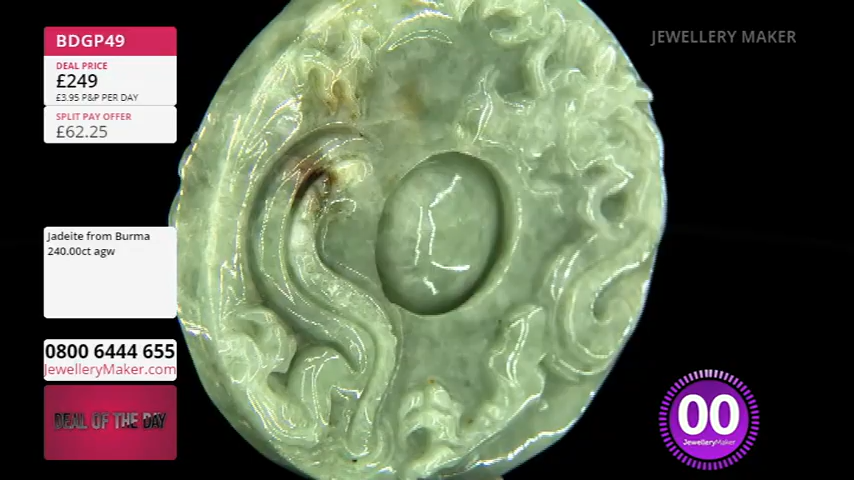 BDGP49
DEAL PRICE
£249
£3.95 P&P PER DAY
SPLIT PAY OFFER
£62.25
Jadeite from Burma
240.00ct agw
0800 6444 655
JewelleryMaker.com
DEAL OF THE DAY
JEWELLERY MAKER
00
JewelleryMaker